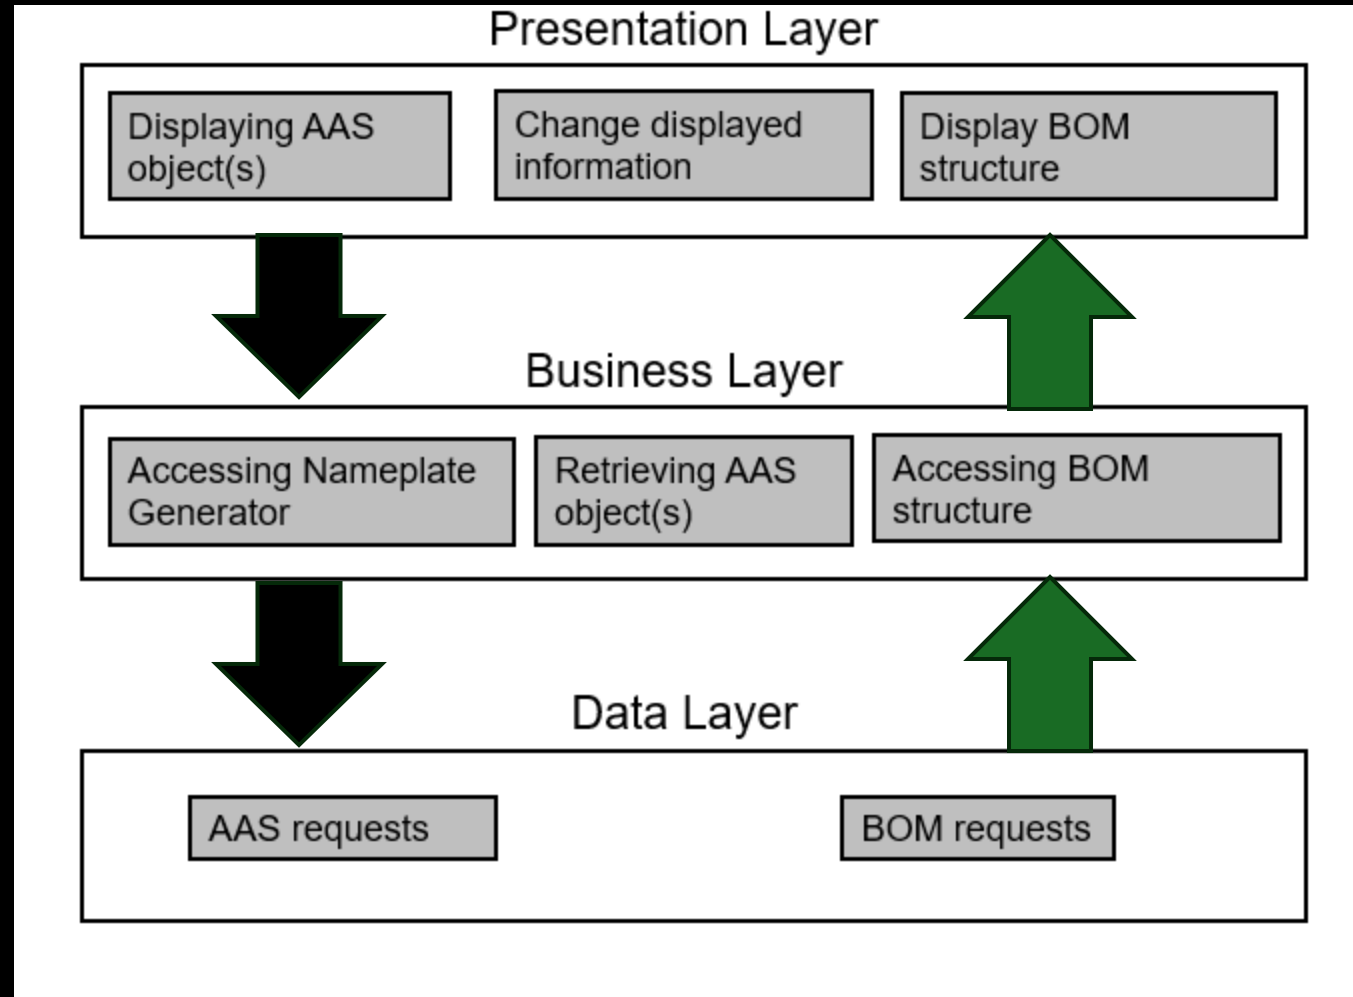 Presentation Layer
Displaying AAS
object(s)
Change displayed
information
Display BOM
structure
Business Layer
Accessing Nameplate
Generator
Retrieving AAS
object(s)
Accessing BOM
structure
Data Layer
AAS requests
BOM requests